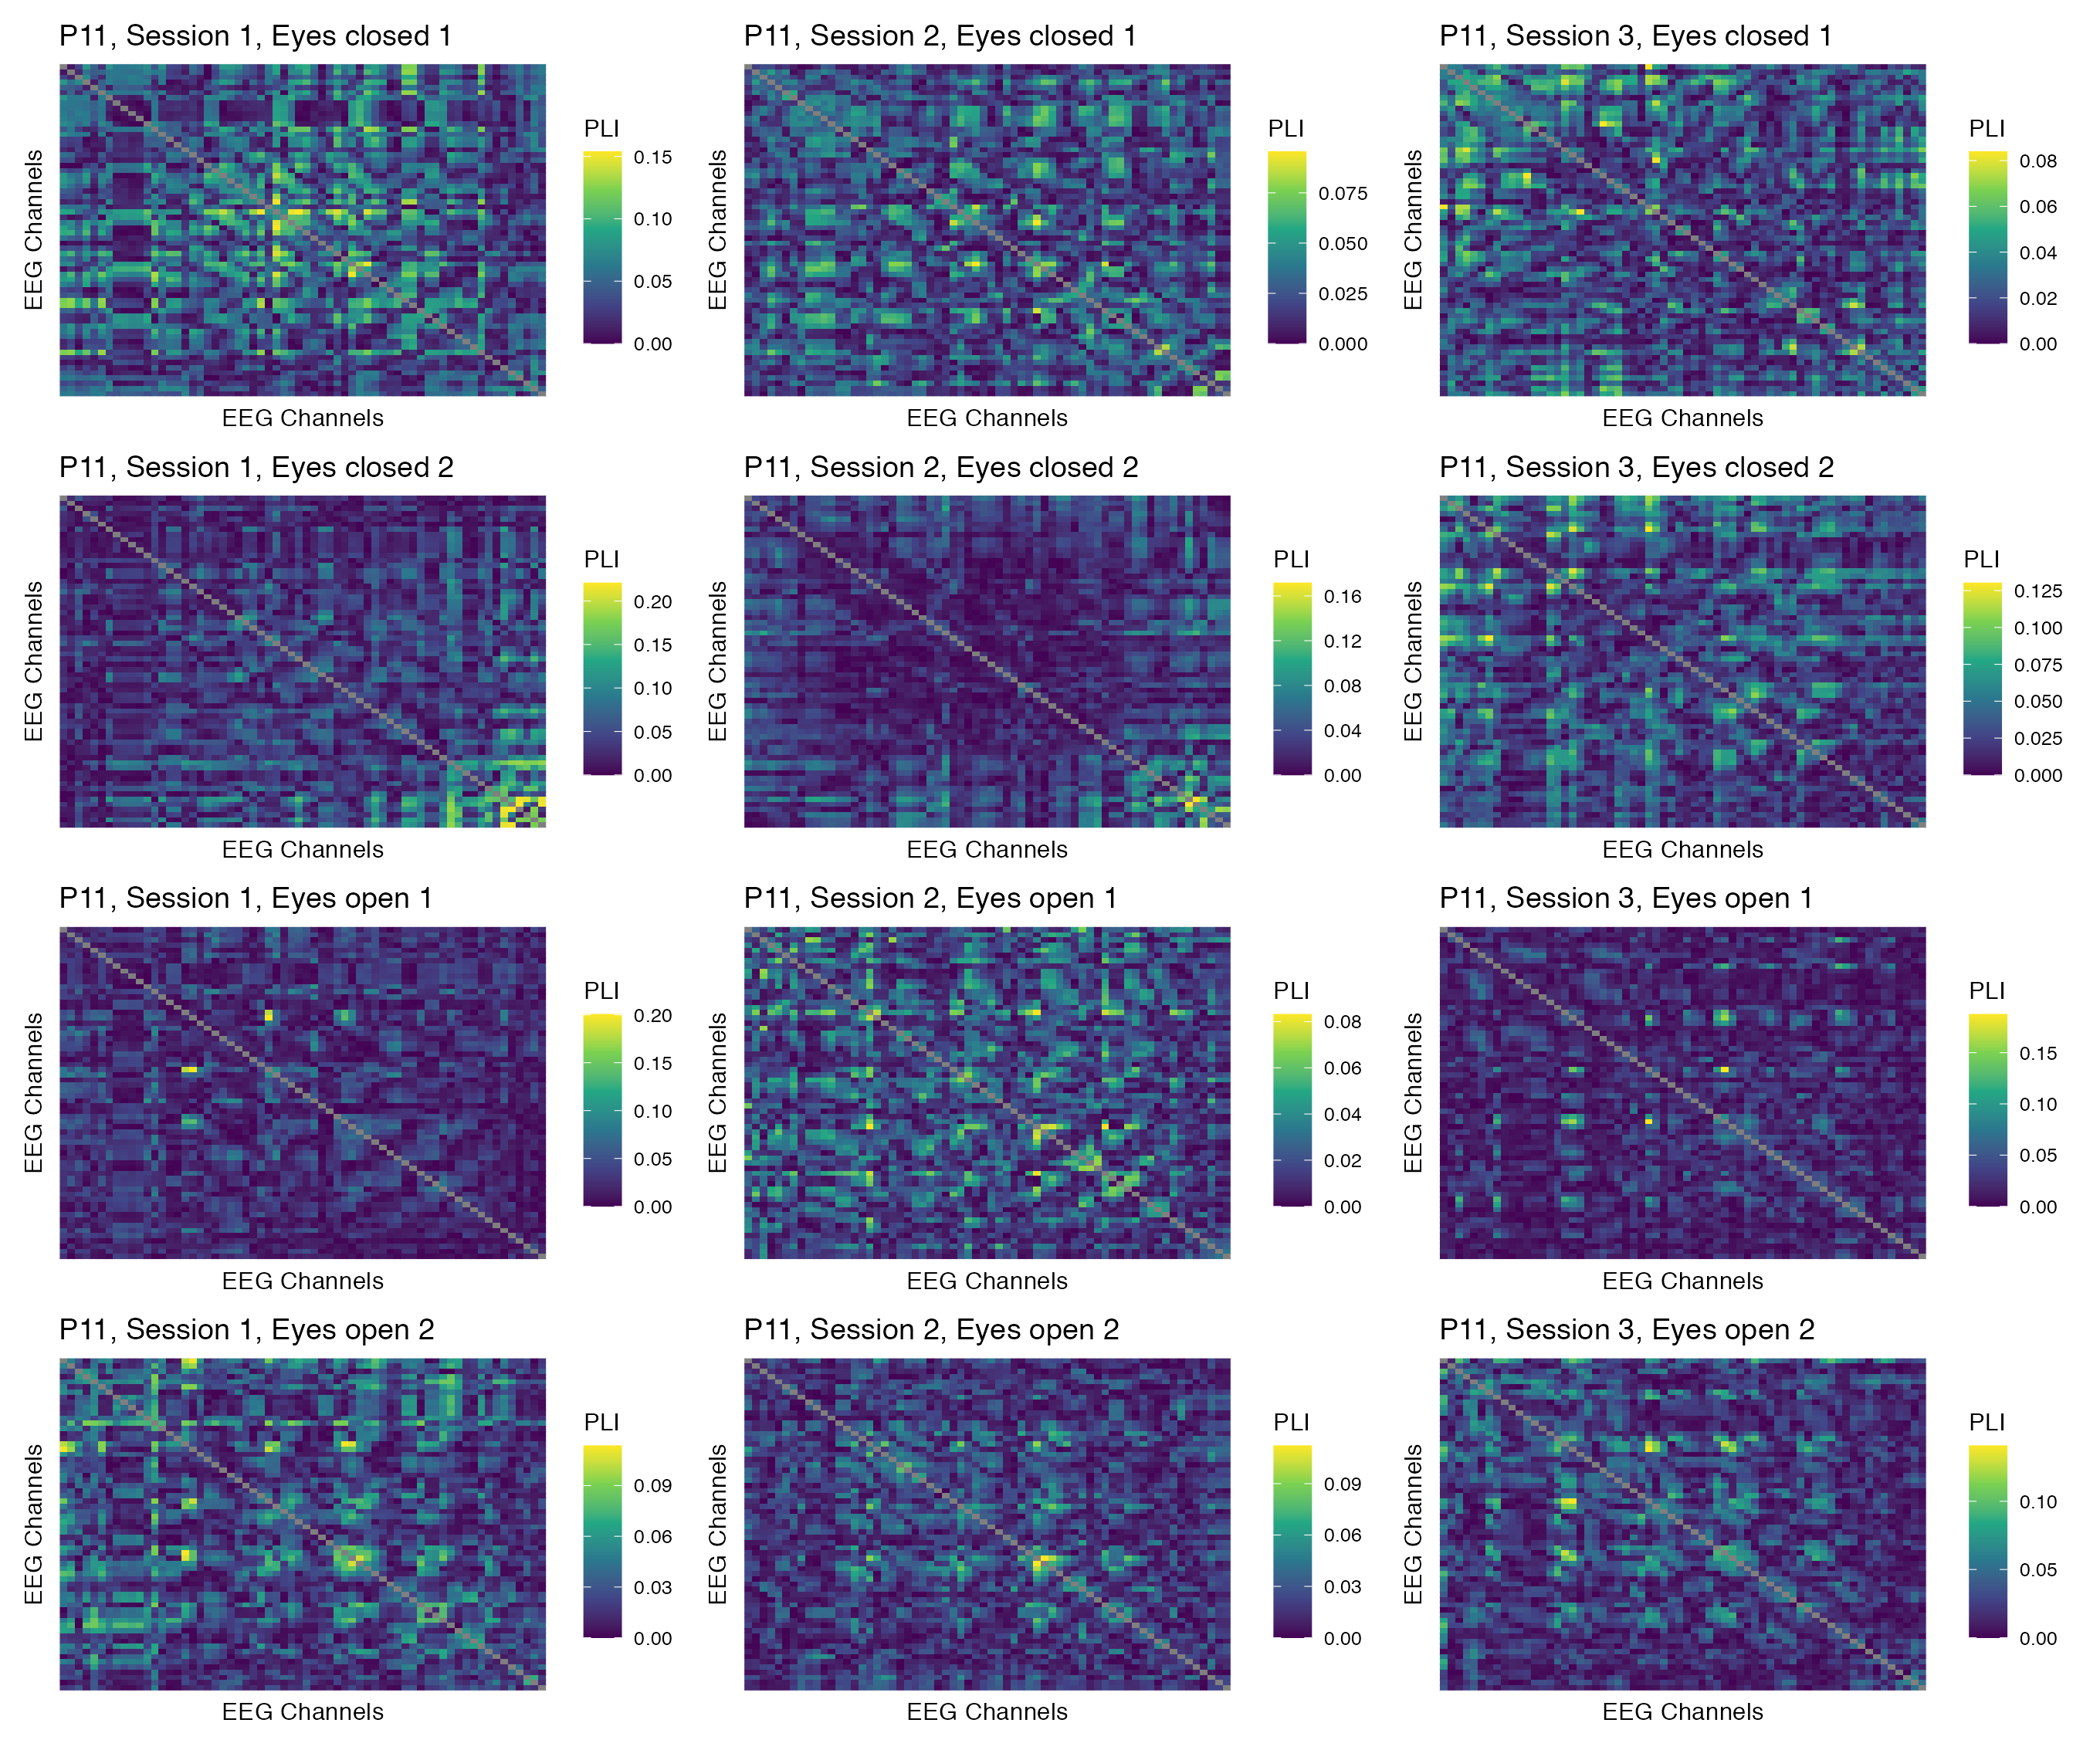 P11, Session 1, Eyes closed 1
EEG Channels
EEG Channels
PLI
0.15
0.10
0.05
0.00
P11, Session 2, Eyes closed 1
EEG Channels
EEG Channels
PLI
0.075
0.050
0.025
0.000
P11, Session 3, Eyes closed 1
EEG Channels
EEG Channels
PLI
0.08
0.06
0.04
0.02
0.00
P11, Session 1, Eyes closed 2
EEG Channels
EEG Channels
PLI
0.20
0.15
0.10
0.05
0.00
P11, Session 2, Eyes closed 2
EEG Channels
EEG Channels
PLI
0.16
0.12
0.08
0.04
0.00
P11, Session 3, Eyes closed 2
EEG Channels
EEG Channels
PLI
0.125
0.100
0.075
0.050
0.025
0.000
P11, Session 1, Eyes open 1
EEG Channels
EEG Channels
PLI
0.20
0.15
0.10
0.05
0.00
P11, Session 2, Eyes open 1
EEG Channels
EEG Channels
PLI
0.08
0.06
0.04
0.02
0.00
P11, Session 3, Eyes open 1
EEG Channels
EEG Channels
PLI
0.15
0.10
0.05
0.00
P11, Session 1, Eyes open 2
EEG Channels
EEG Channels
PLI
0.09
0.06
0.03
0.00
P11, Session 2, Eyes open 2
EEG Channels
EEG Channels
PLI
0.09
0.06
0.03
0.00
P11, Session 3, Eyes open 2
EEG Channels
EEG Channels
PLI
0.10
0.05
0.00